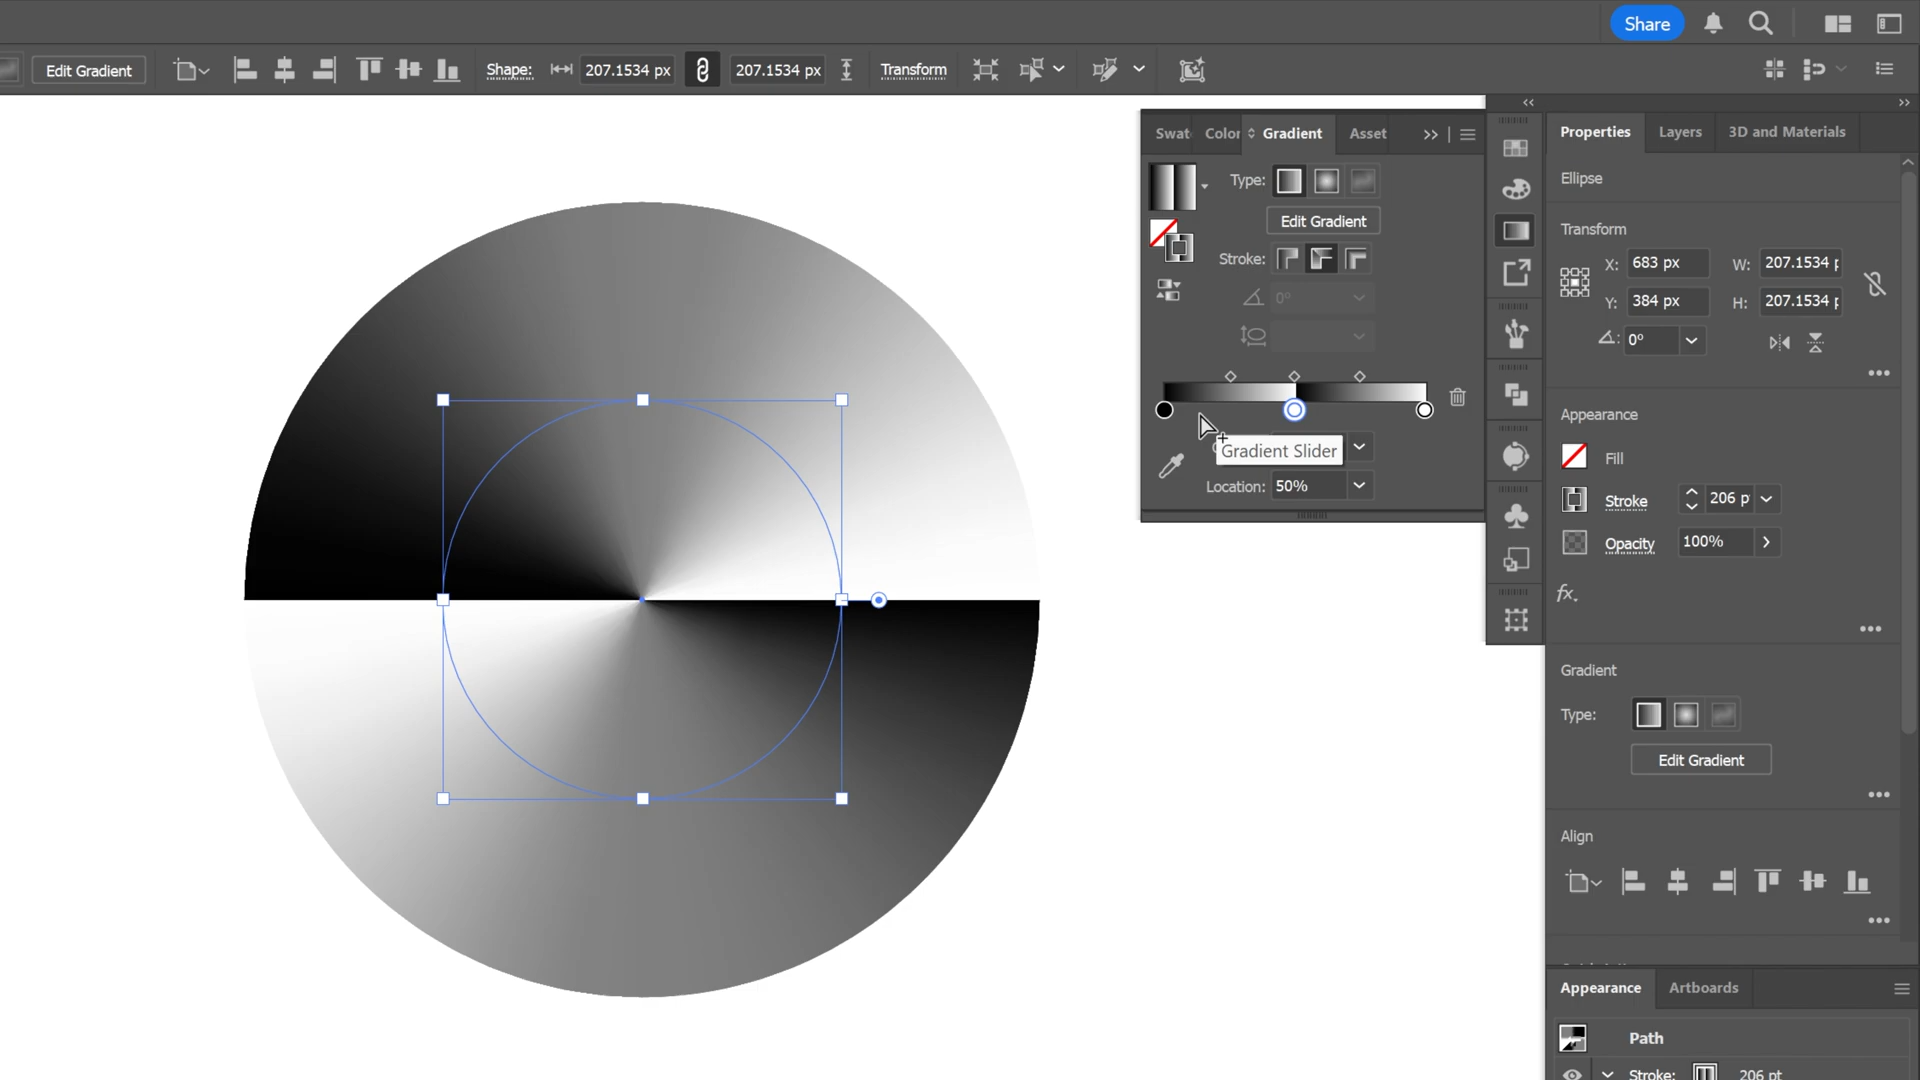 Share
Edit Gradient
Shape:
207.1534 px
207.1534 px
Transform
Swat
Color
Gradient
Asset
Type:
Edit Gradient
Stroke:
0°
Gradient Slider
Location: 50%
Properties
Layers
3D and Materials
Ellipse
Transform
X: 683 px
W: 207.1534 p
Y: 384 px
H: 207.1534 p
0°
Appearance
Fill
Stroke
206 p
Opacity
100%
fx.
Gradient
Type:
Edit Gradient
Align
Appearance
Artboards
Path
Stroke:
206 pt